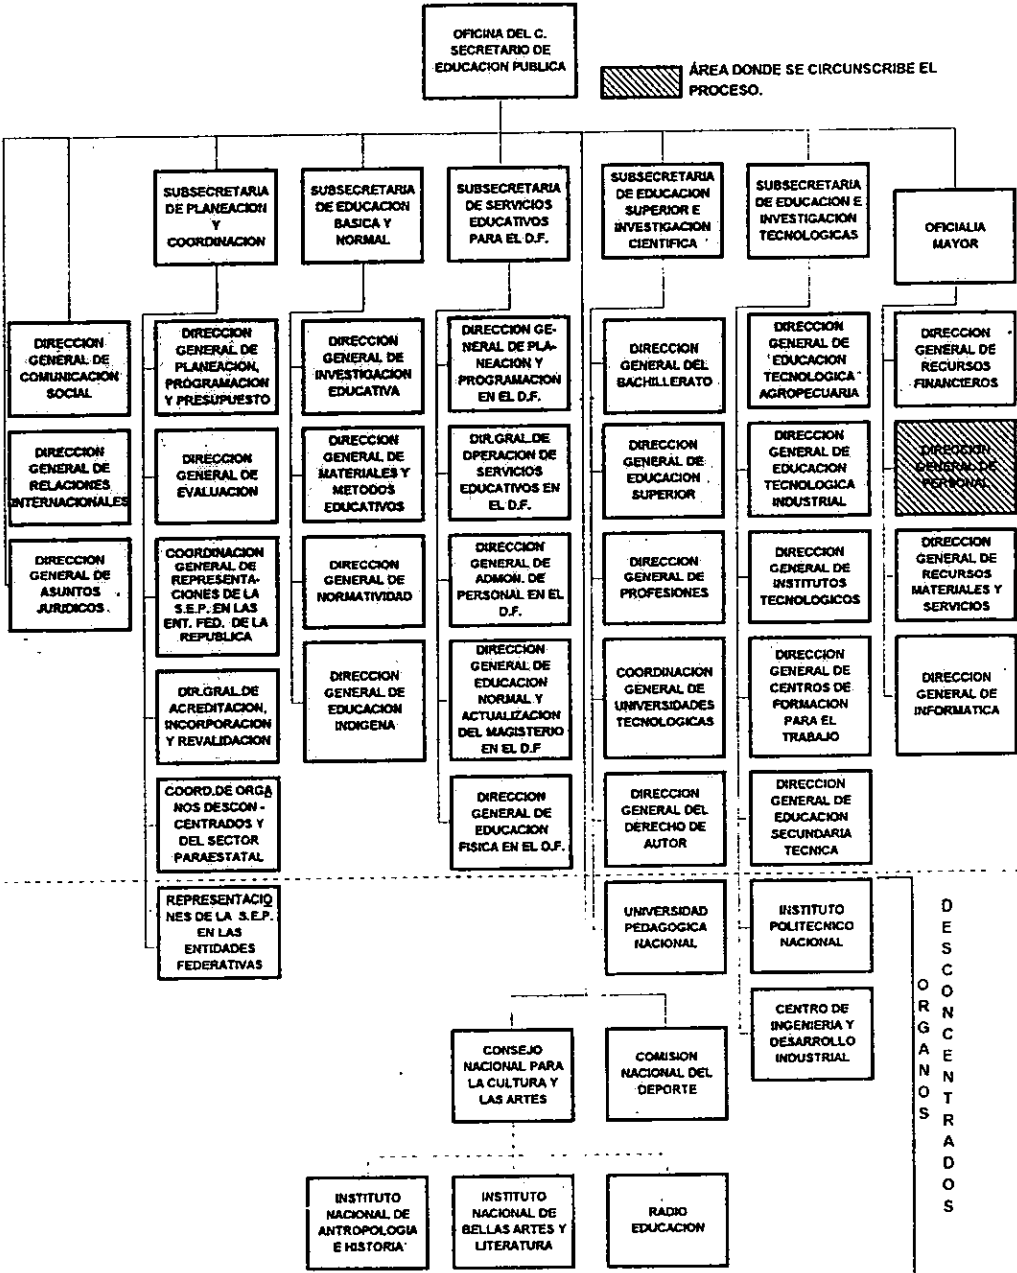 OFICINA DEL C.
SECRETARIO DE
EDUCACION PUBLICA
ÁREA DONDE SE CIRCUNSCRIBE EL
PROCESO.
SUBSECRETARIA
DE PLANEACION
Y
COORDINACION
SUBSECRETARIA
DE EDUCACION
BASICA Y
NORMAL
SUBSECRETARIA
DE SERVICIOS
EDUCATIVOS
PARA EL D.F.
SUBSECRETARIA
DE EDUCACION
SUPERIOR E
INVESTIGACION
CIENTIFICA
SUBSECRETARIA
DE EDUCACION E
INVESTIGACION
TECNOLOGICAS
OFICIALIA
MAYOR
DIRECCION
GENERAL DE
COMUNICACION
SOCIAL
DIRECCION
GENERAL DE
RELACIONES
INTERNACIONALES
DIRECCION
GENERAL DE
ASUNTOS
JURIDICOS
DIRECCION
GENERAL DE
PLANEACION,
PROGRAMACION
Y PRESUPUESTO
DIRECCION
GENERAL DE
EVALUACION
COORDINACION
GENERAL DE
REPRESENTA-
CIONES DE LA
S.E.P. EN LAS
ENT. FED. DE LA
REPUBLICA
DIR.GRAL.DE
ACREDITACION,
INCORPORACION
Y REVALIDACION
COORD.DE ORGA
NOS DESCON-
CENTRADOS Y
DEL SECTOR
PARAESTATAL
REPRESENTACIO
NES DE LA S.E.P.
EN LAS
ENTIDADES
FEDERATIVAS
DIRECCION
GENERAL DE
INVESTIGACION
EDUCATIVA
DIRECCION
GENERAL DE
MATERIALES Y
METODOS
EDUCATIVOS
DIRECCION
GENERAL DE
NORMATIVIDAD
DIRECCION
GENERAL DE
EDUCACION
INDIGENA
DIRECCION GE-
NERAL DE PLA-
NEACION Y
PROGRAMACION
EN EL D.F.
DIR.GRAL.DE
OPERACION DE
SERVICIOS
EDUCATIVOS EN
EL D.F.
DIRECCION
GENERAL DE
ADMON. DE
PERSONAL EN EL
D.F.
DIRECCION
GENERAL DE
EDUCACION
NORMAL Y
ACTUALIZACION
DEL MAGISTERIO
EN EL D.F
DIRECCION
GENERAL DE
EDUCACION
FISICA EN EL D.F.
DIRECCION
GENERAL DEL
BACHILLERATO
DIRECCION
GENERAL DE
EDUCACION
SUPERIOR
DIRECCION
GENERAL DE
PROFESIONES
COORDINACION
GENERAL DE
UNIVERSIDADES
TECNOLOGICAS
DIRECCION
GENERAL DEL
DERECHO DE
AUTOR
UNIVERSIDAD
PEDAGOGICA
NACIONAL
DIRECCION
GENERAL DE
EDUCACION
TECNOLOGICA
AGROPECUARIA
DIRECCION
GENERAL DE
EDUCACION
TECNOLOGICA
INDUSTRIAL
DIRECCION
GENERAL DE
INSTITUTOS
TECNOLOGICOS
DIRECCION
GENERAL DE
CENTROS DE
FORMACION
PARA EL
TRABAJO
DIRECCION
GENERAL DE
EDUCACION
SECUNDARIA
TECNICA
INSTITUTO
POLITECNICO
NACIONAL
CENTRO DE
INGENIERIA Y
DESARROLLO
INDUSTRIAL
DIRECCION
GENERAL DE
RECURSOS
FINANCIEROS
DIRECCION
GENERAL DE
PERSONAL
DIRECCION
GENERAL DE
RECURSOS
MATERIALES Y
SERVICIOS
DIRECCION
GENERAL DE
INFORMATICA
CONSEJO
NACIONAL PARA
LA CULTURA Y
LAS ARTES
COMISION
NACIONAL DEL
DEPORTE
INSTITUTO
NACIONAL DE
ANTROPOLOGIA
E HISTORIA
INSTITUTO
NACIONAL DE
BELLAS ARTES Y
LITERATURA
RADIO
EDUCACION
ORGANOS
DESCONCENTRADOS